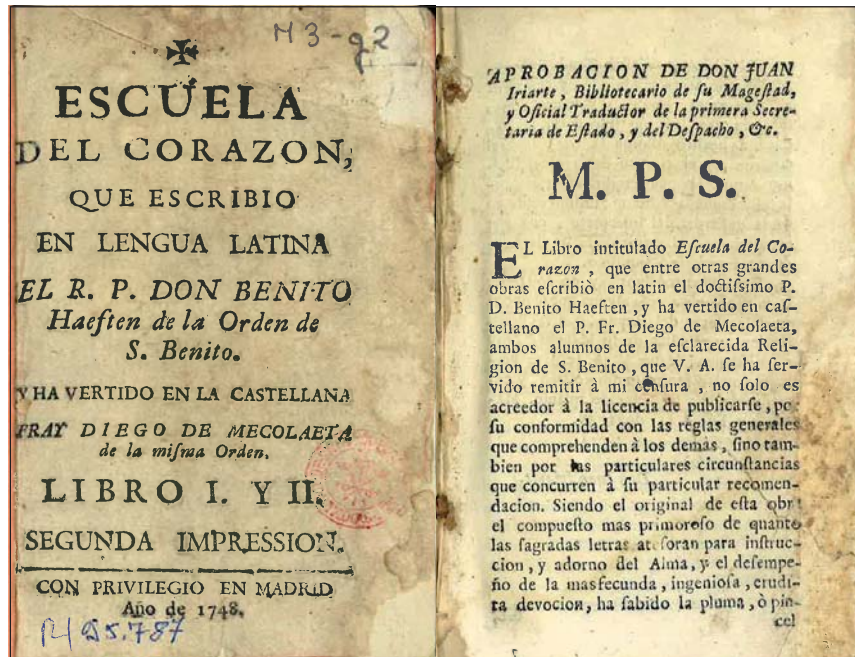 M 3-g2
✠
ESCUELA
DEL CORAZON,
QUE ESCRIBIO
EN LENGUA LATINA
EL R. P. DON BENITO
Haeften de la Orden de
S. Benito.
Y HA VERTIDO EN LA CASTELLANA
FRAY DIEGO DE MECOLAETA
de la miſma Orden.
LIBRO I. Y II.
SEGUNDA IMPRESSION.
CON PRIVILEGIO EN MADRID
Año de 1748.
R/ 95.787
APROBACION DE DON JUAN
Iriarte, Bibliotecario de ſu Mageſtad,
y Oficial Traductor de la primera Secre-
taria de Eſtado, y del Deſpacho, &c.
M. P. S.
EL Libro intitulado Eſcuela del Co-
razon, que entre otras grandes
obras eſcribiò en latin el doctiſsimo P.
D. Benito Haeften, y ha vertido en caſ-
tellano el P. Fr. Diego de Mecolaeta,
ambos alumnos de la eſclarecida Reli-
gion de S. Benito, que V. A. ſe ha ſer-
vido remitir à mi cenſura, no ſolo es
acreedor à la licencia de publicarſe, por
ſu conformidad con las reglas generales
que comprehenden à los demas, ſino tam-
bien por las particulares circunſtancias
que concurren à ſu particular recomen-
dacion. Siendo el original de eſta obra
el compueſto mas primoroſo de quanto
las ſagradas letras ateſoran para inſtruc-
cion, y adorno del Alma, y el deſempe-
ño de la mas fecunda, ingenioſa, erudi-
ta devocion, ha ſabido la pluma, ò pin-
cel